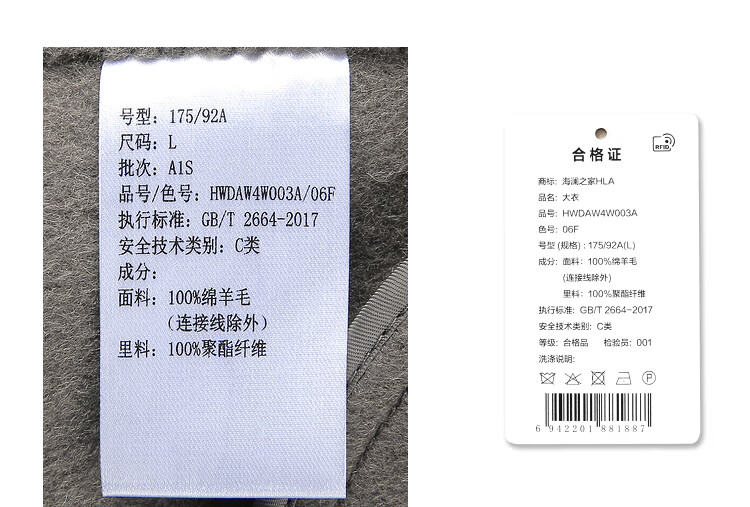 号型：175/92A
尺码：L
批次：A1S
品号/色号：HWDAW4W003A/06F
执行标准：GB/T 2664-2017
安全技术类别：C类
成分：
面料：100%绵羊毛
（连接线除外）
里料：100%聚酯纤维
RFID
合格证
商标：海澜之家HLA
品名：大衣
品号：HWDAW4W003A
色号：06F
号型(规格)：175/92A(L)
成分：面料：100%绵羊毛
(连接线除外)
里料：100%聚酯纤维
执行标准：GB/T 2664-2017
安全技术类别：C类
等级：合格品 检验员：001
洗涤说明：
P
6 942201 881887